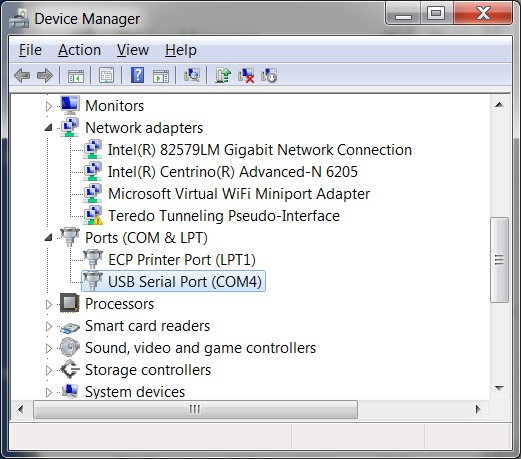 Device Manager
File Action View Help
Monitors
Network adapters
Intel(R) 82579LM Gigabit Network Connection
Intel(R) Centrino(R) Advanced-N 6205
Microsoft Virtual WiFi Miniport Adapter
Teredo Tunneling Pseudo-Interface
Ports (COM & LPT)
ECP Printer Port (LPT1)
USB Serial Port (COM4)
Processors
Smart card readers
Sound, video and game controllers
Storage controllers
System devices